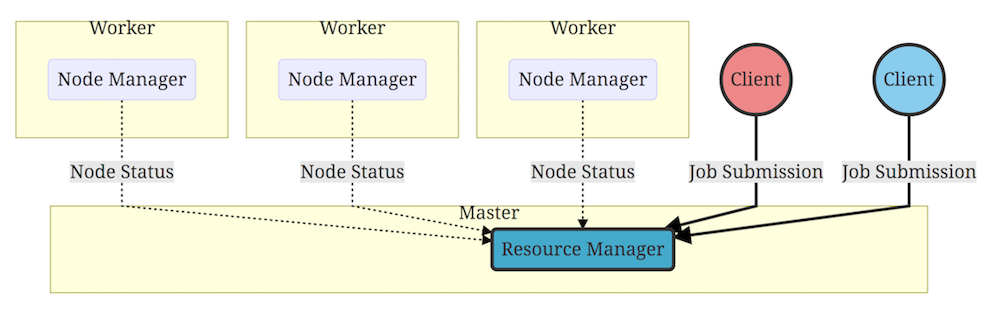 Worker
Worker
Worker
Node Manager
Node Manager
Node Manager
Client
Client
Node Status
Node Status
Node Status
Job Submission
Job Submission
Master
Resource Manager